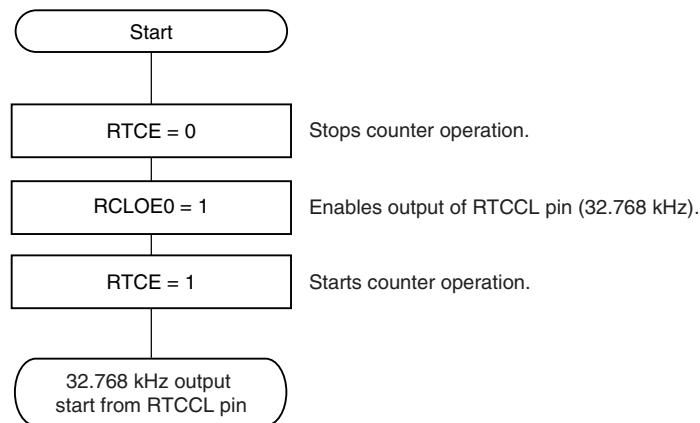 Start
RTCE = 0
Stops counter operation.
RCLOE0 = 1
Enables output of RTCCL pin (32.768 kHz).
RTCE = 1
Starts counter operation.
32.768 kHz output
start from RTCCL pin